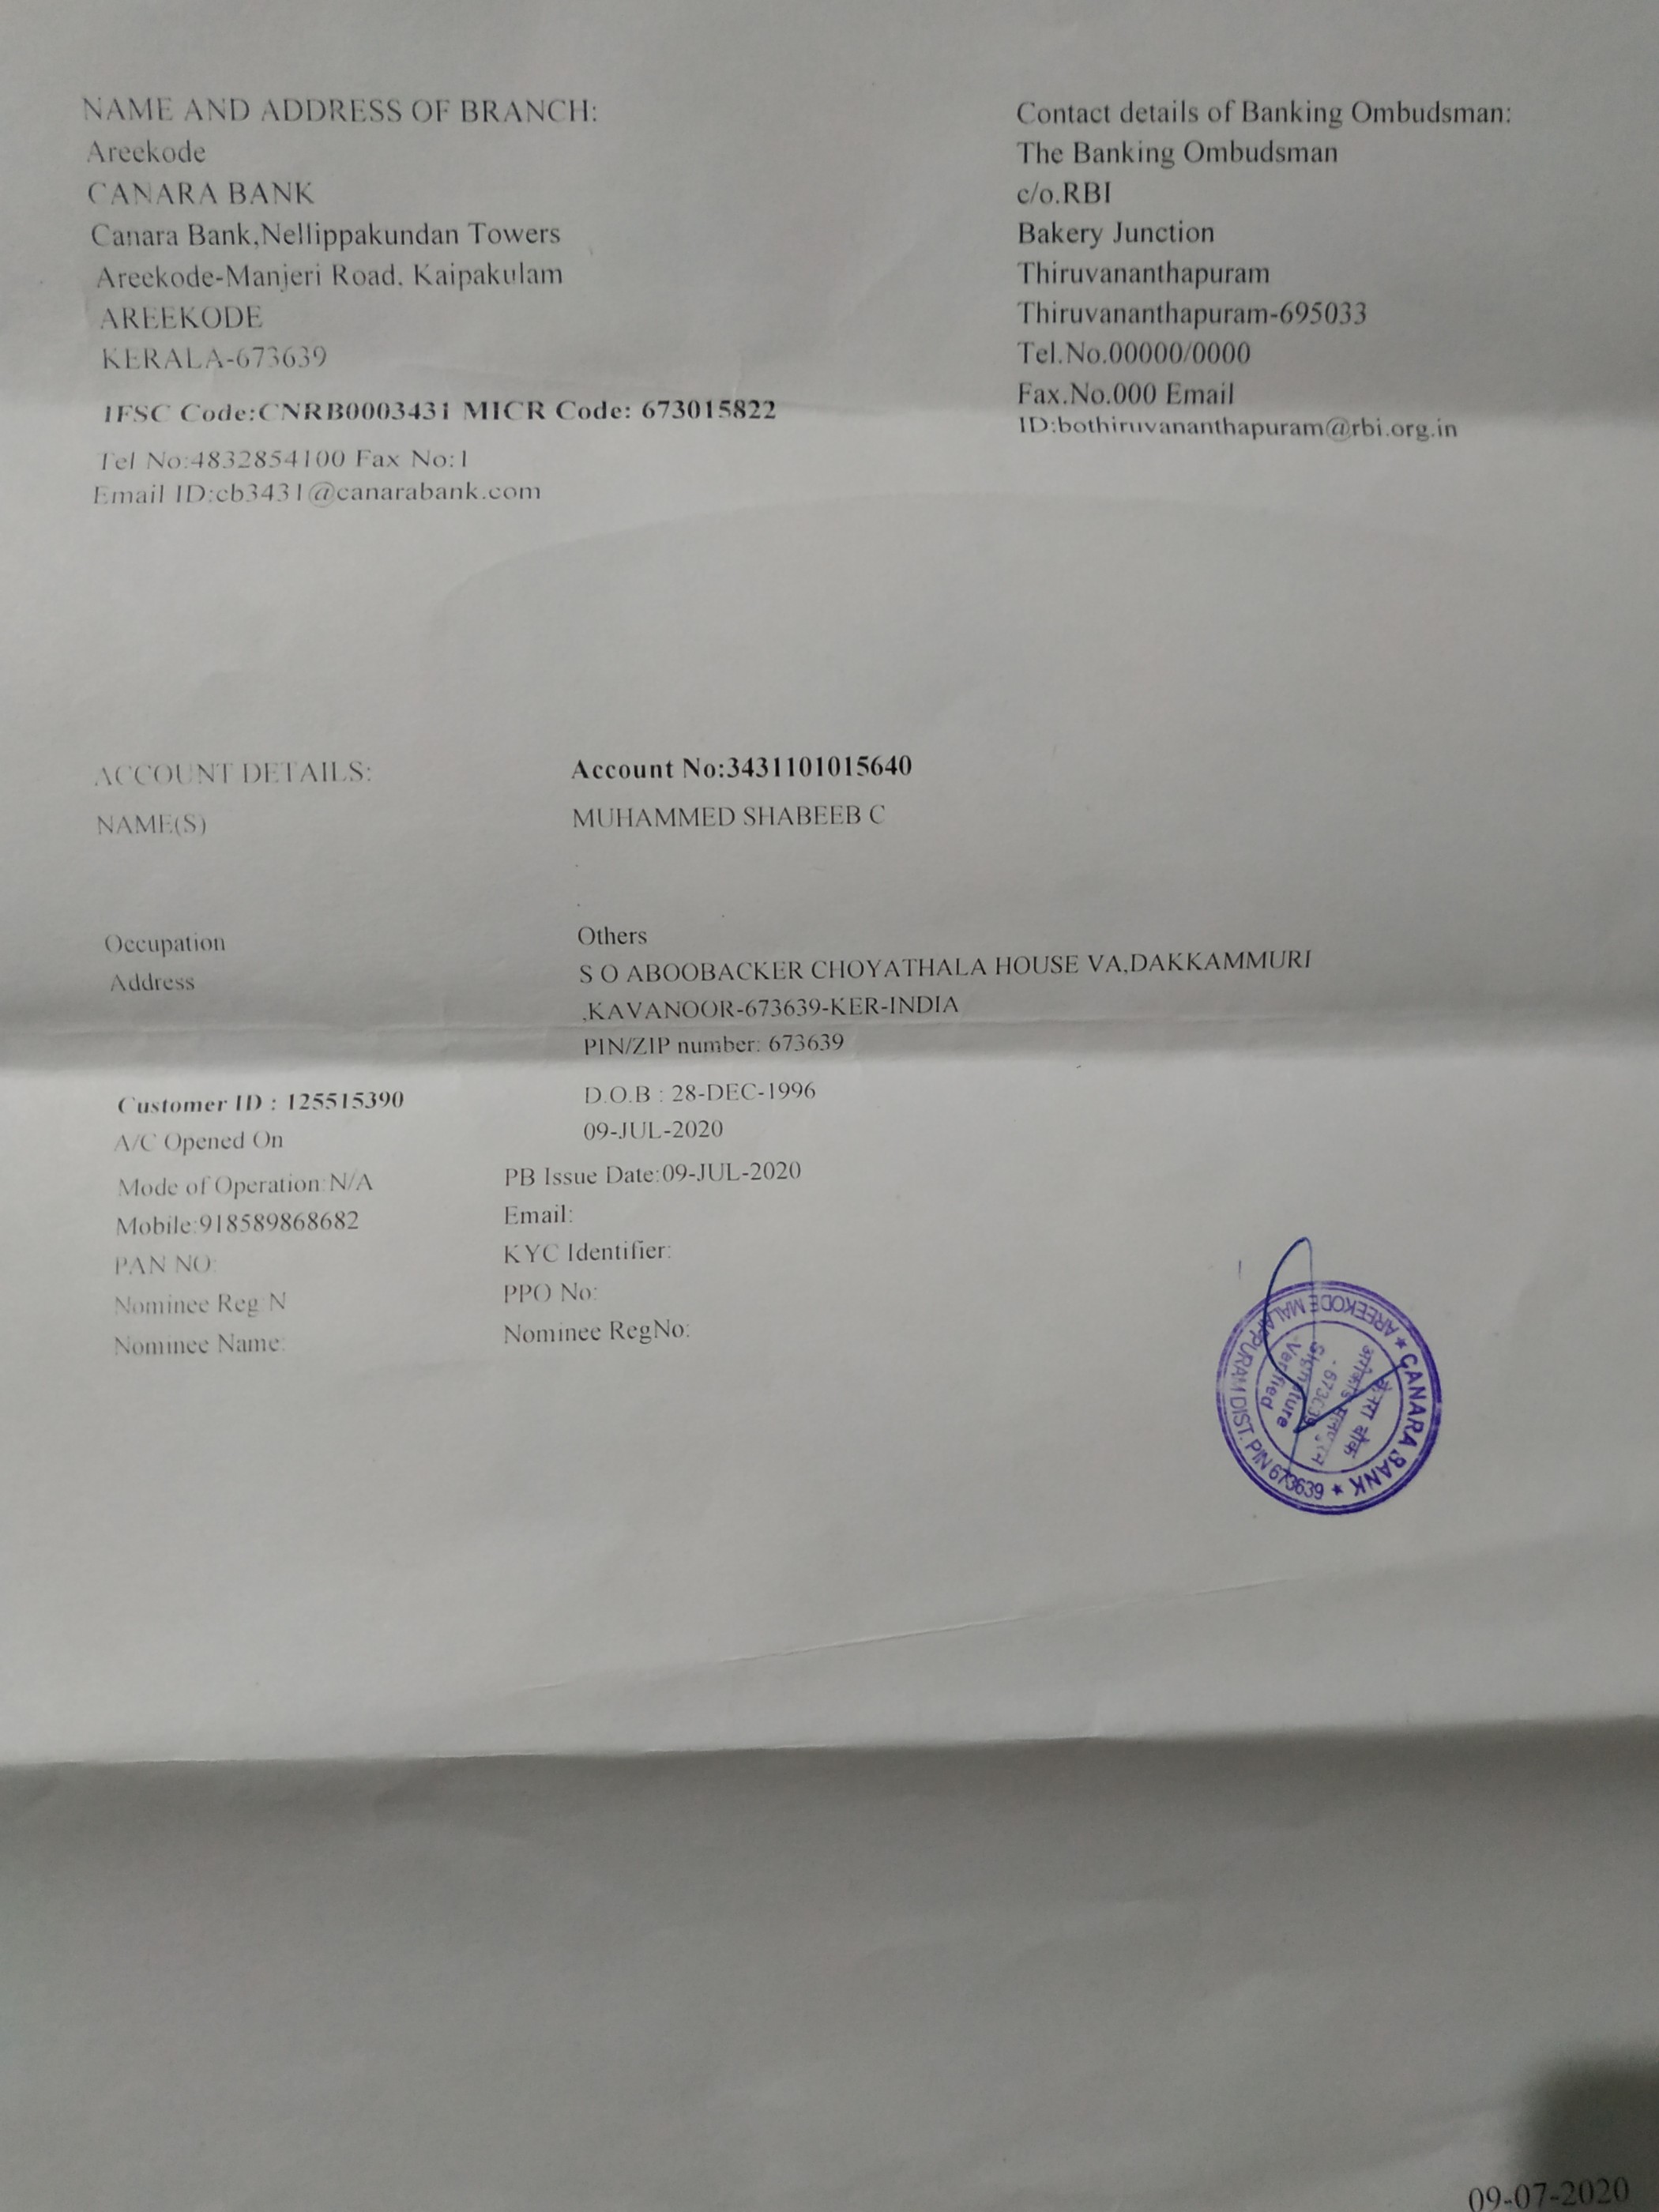 NAME AND ADDRESS OF BRANCH:
Areekode
CANARA BANK
Canara Bank,Nellippakundan Towers
Areekode-Manjeri Road, Kaipakulam
AREEKODE
KERALA-673639
IFSC Code:CNRB0003431 MICR Code: 673015822
Tel No:4832854100 Fax No:1
Email ID:cb3431@canarabank.com
Contact details of Banking Ombudsman:
The Banking Ombudsman
c/o.RBI
Bakery Junction
Thiruvananthapuram
Thiruvananthapuram-695033
Tel.No.00000/0000
Fax.No.000 Email
ID:bothiruvananthapuram@rbi.org.in
ACCOUNT DETAILS: Account No:3431101015640
NAME(S) MUHAMMED SHABEEB C
Occupation Others
Address S O ABOOBACKER CHOYATHALA HOUSE VA,DAKKAMMURI
,KAVANOOR-673639-KER-INDIA
PIN/ZIP number: 673639
Customer ID : 125515390 D.O.B : 28-DEC-1996
A/C Opened On 09-JUL-2020
Mode of Operation:N/A PB Issue Date:09-JUL-2020
Mobile:918589868682 Email:
PAN NO: KYC Identifier:
Nominee Reg:N PPO No:
Nominee Name: Nominee RegNo:
★ CANARA BANK ★
AREEKODE MALAPPURAM DIST. PIN 673639
Signature
Verified
केनरा बैंक
09-07-2020